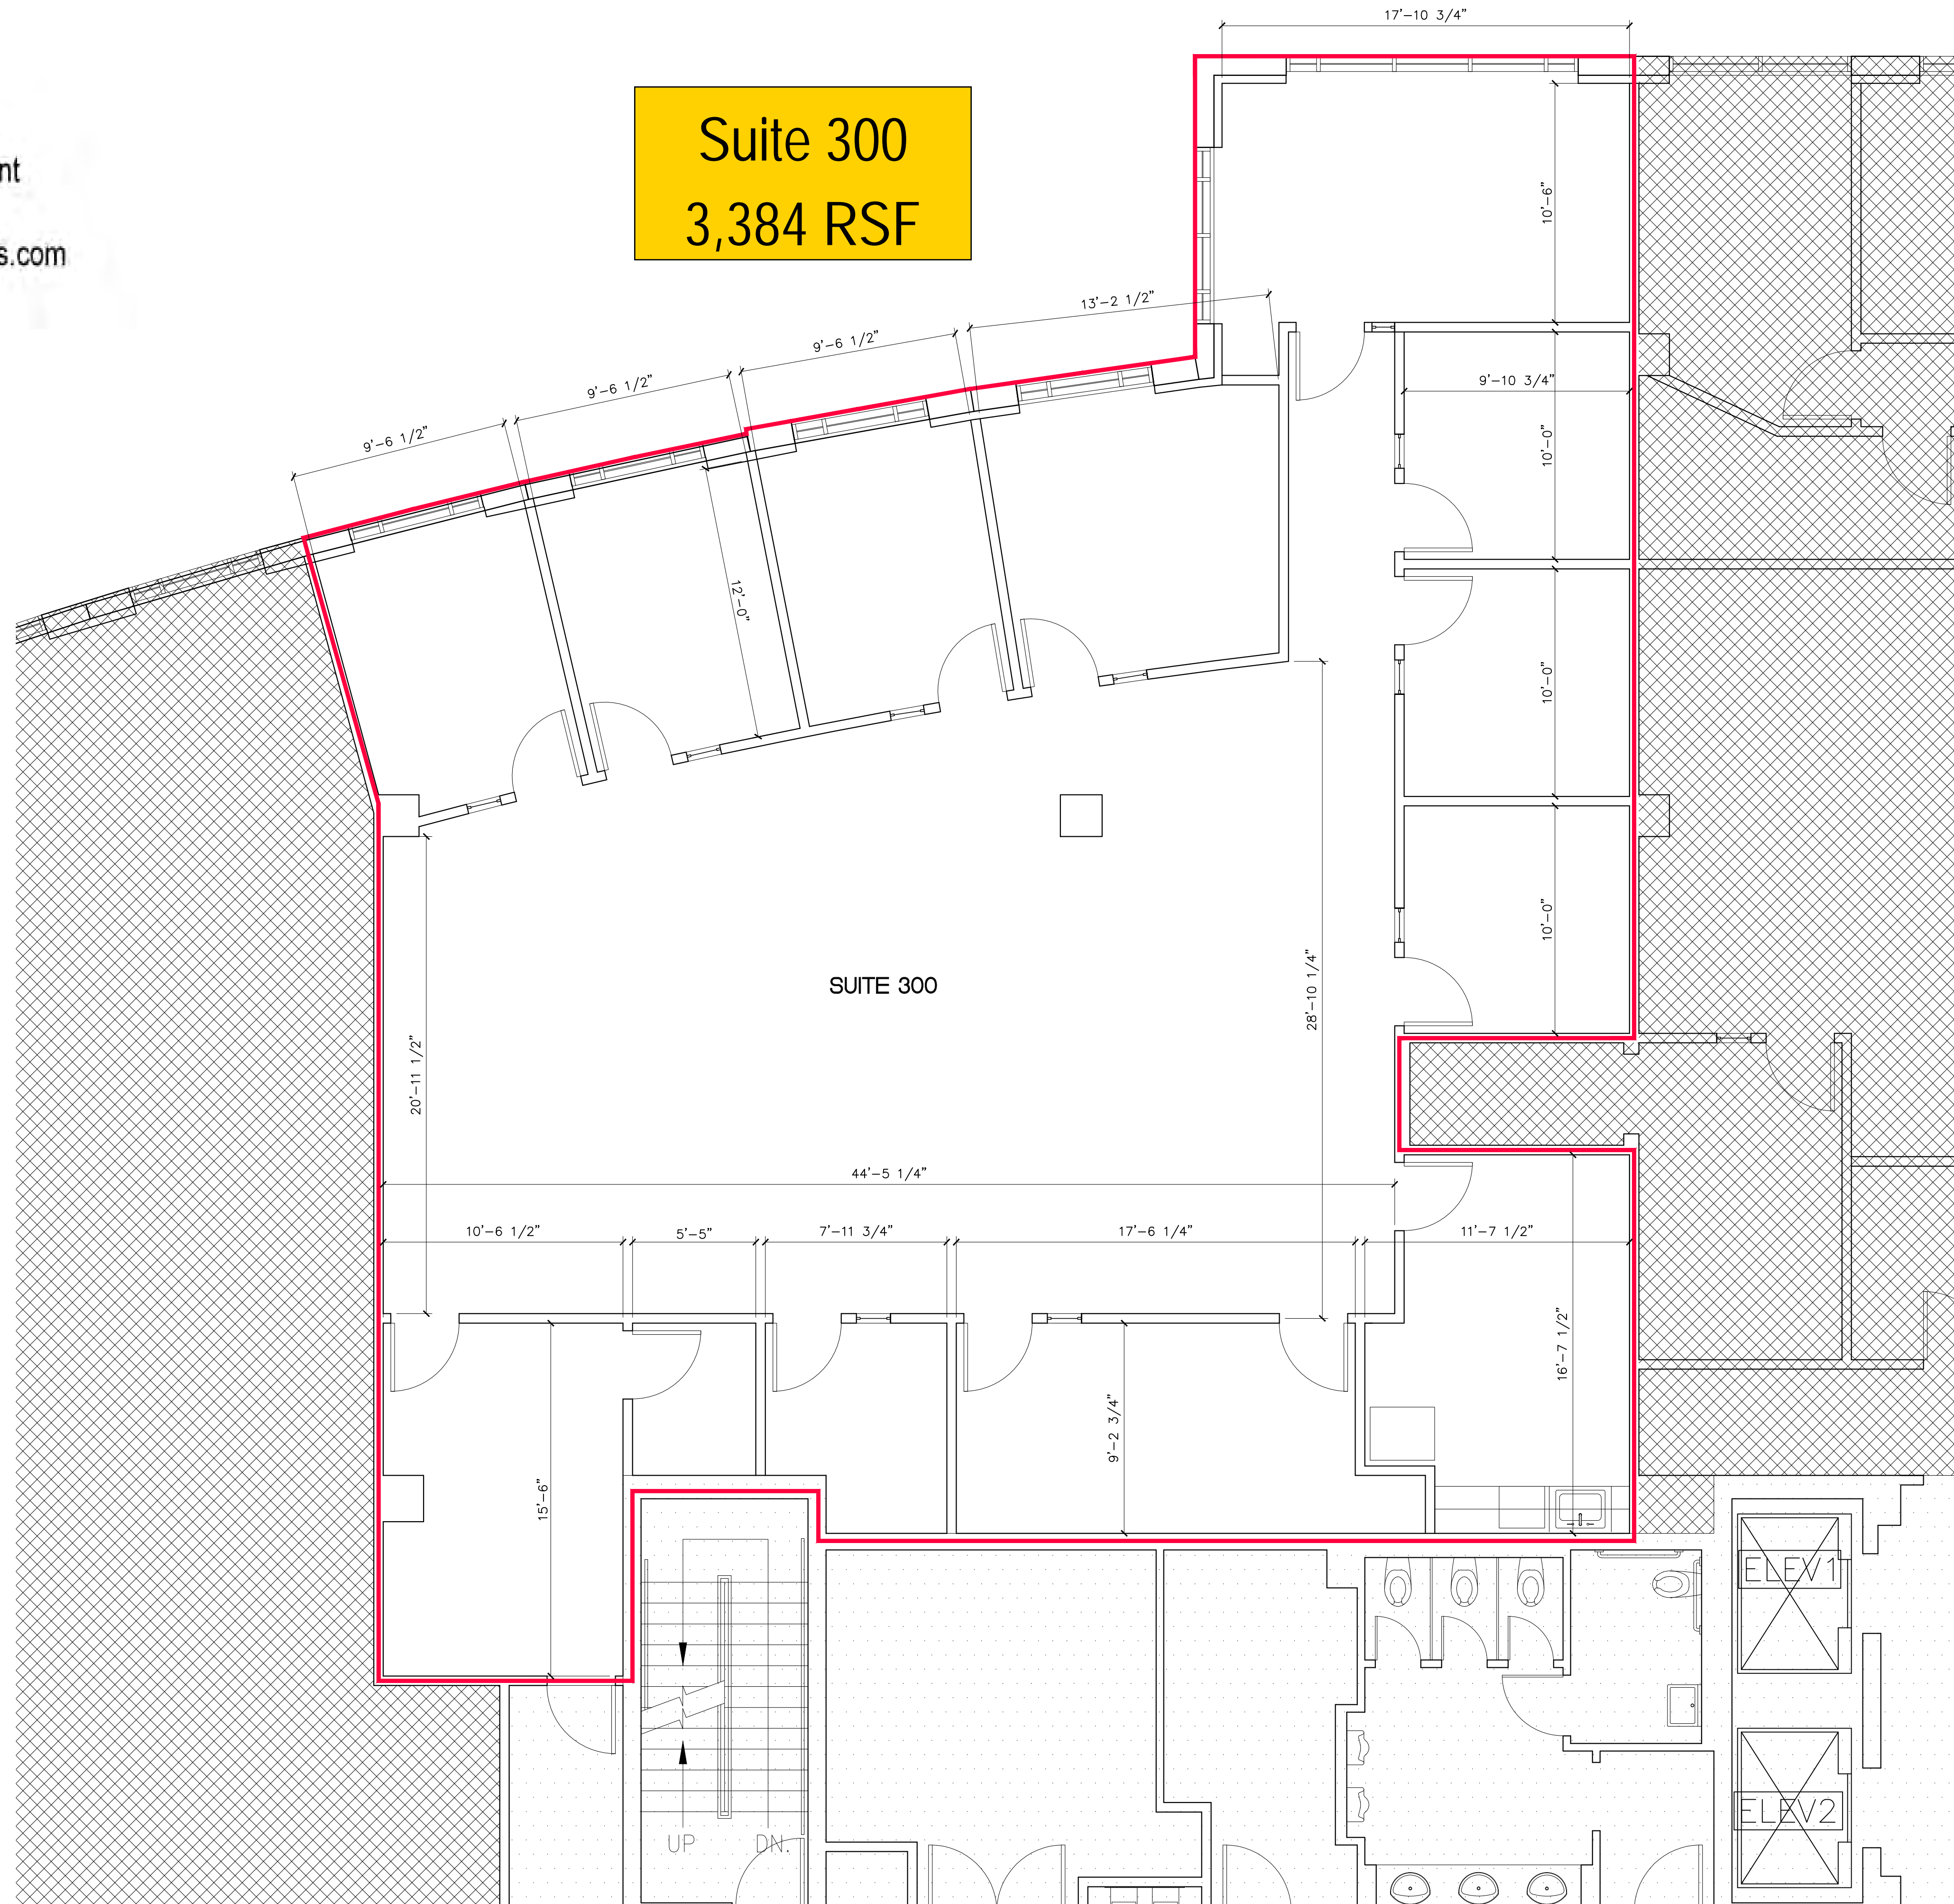 17'-10 3/4"
Suite 300
3,384 RSF
nt
s.com
10'-6"
13'-2 1/2"
9'-6 1/2"
9'-6 1/2"
9'-6 1/2"
9'-10 3/4"
10'-0"
12'-0"
10'-0"
10'-0"
SUITE 300
28'-10 1/4"
20'-11 1/2"
44'-5 1/4"
10'-6 1/2"
5'-5"
7'-11 3/4"
17'-6 1/4"
11'-7 1/2"
16'-7 1/2"
9'-2 3/4"
15'-6"
ELEV1
ELEV2
UP
DN.